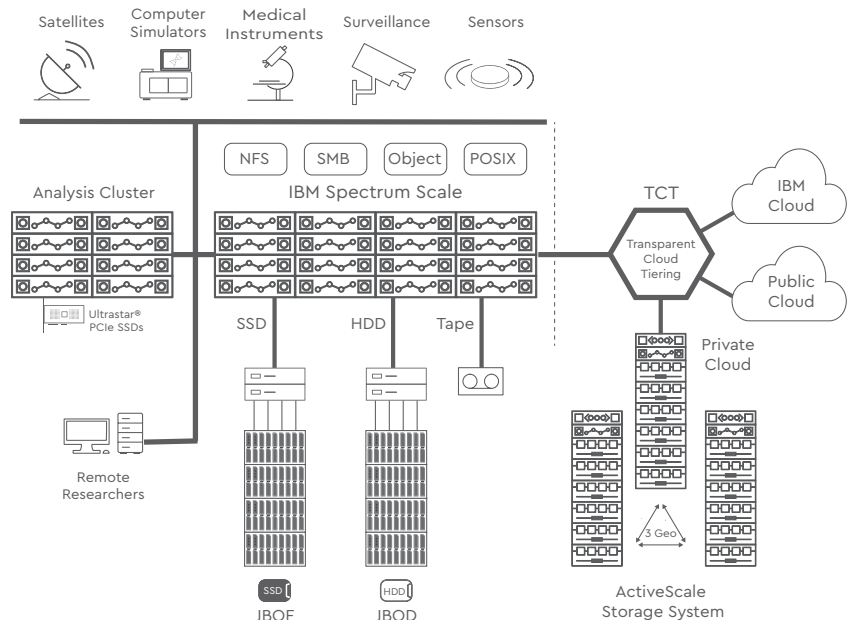 Satellites
Computer
Simulators
Medical
Instruments
Surveillance
Sensors
NFS
SMB
Object
POSIX
Analysis Cluster
IBM Spectrum Scale
TCT
IBM
Cloud
Transparent
Cloud
Tiering
Public
Cloud
Ultrastar®
PCIe SSDs
SSD
HDD
Tape
Private
Cloud
Remote
Researchers
3 Geo
SSD
HDD
JBOF
JBOD
ActiveScale
Storage System